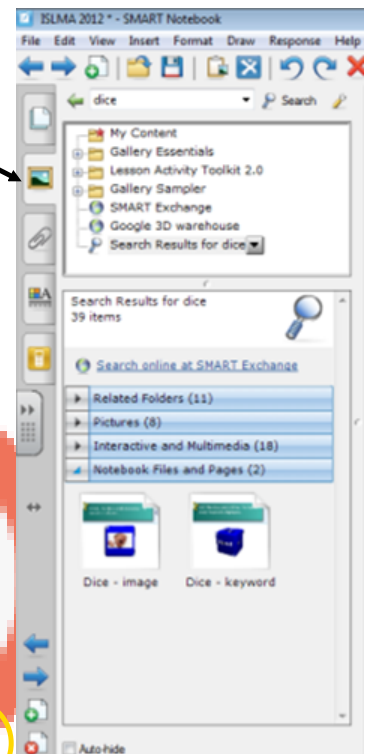 ISLMA 2012 * - SMART Notebook
File Edit View Insert Format Draw Response Help
dice Search
My Content
Gallery Essentials
Lesson Activity Toolkit 2.0
Gallery Sampler
SMART Exchange
Google 3D warehouse
Search Results for dice
Search Results for dice
39 items
Search online at SMART Exchange
Related Folders (11)
Pictures (8)
Interactive and Multimedia (18)
Notebook Files and Pages (2)
Dice - image Dice - keyword
Auto-hide